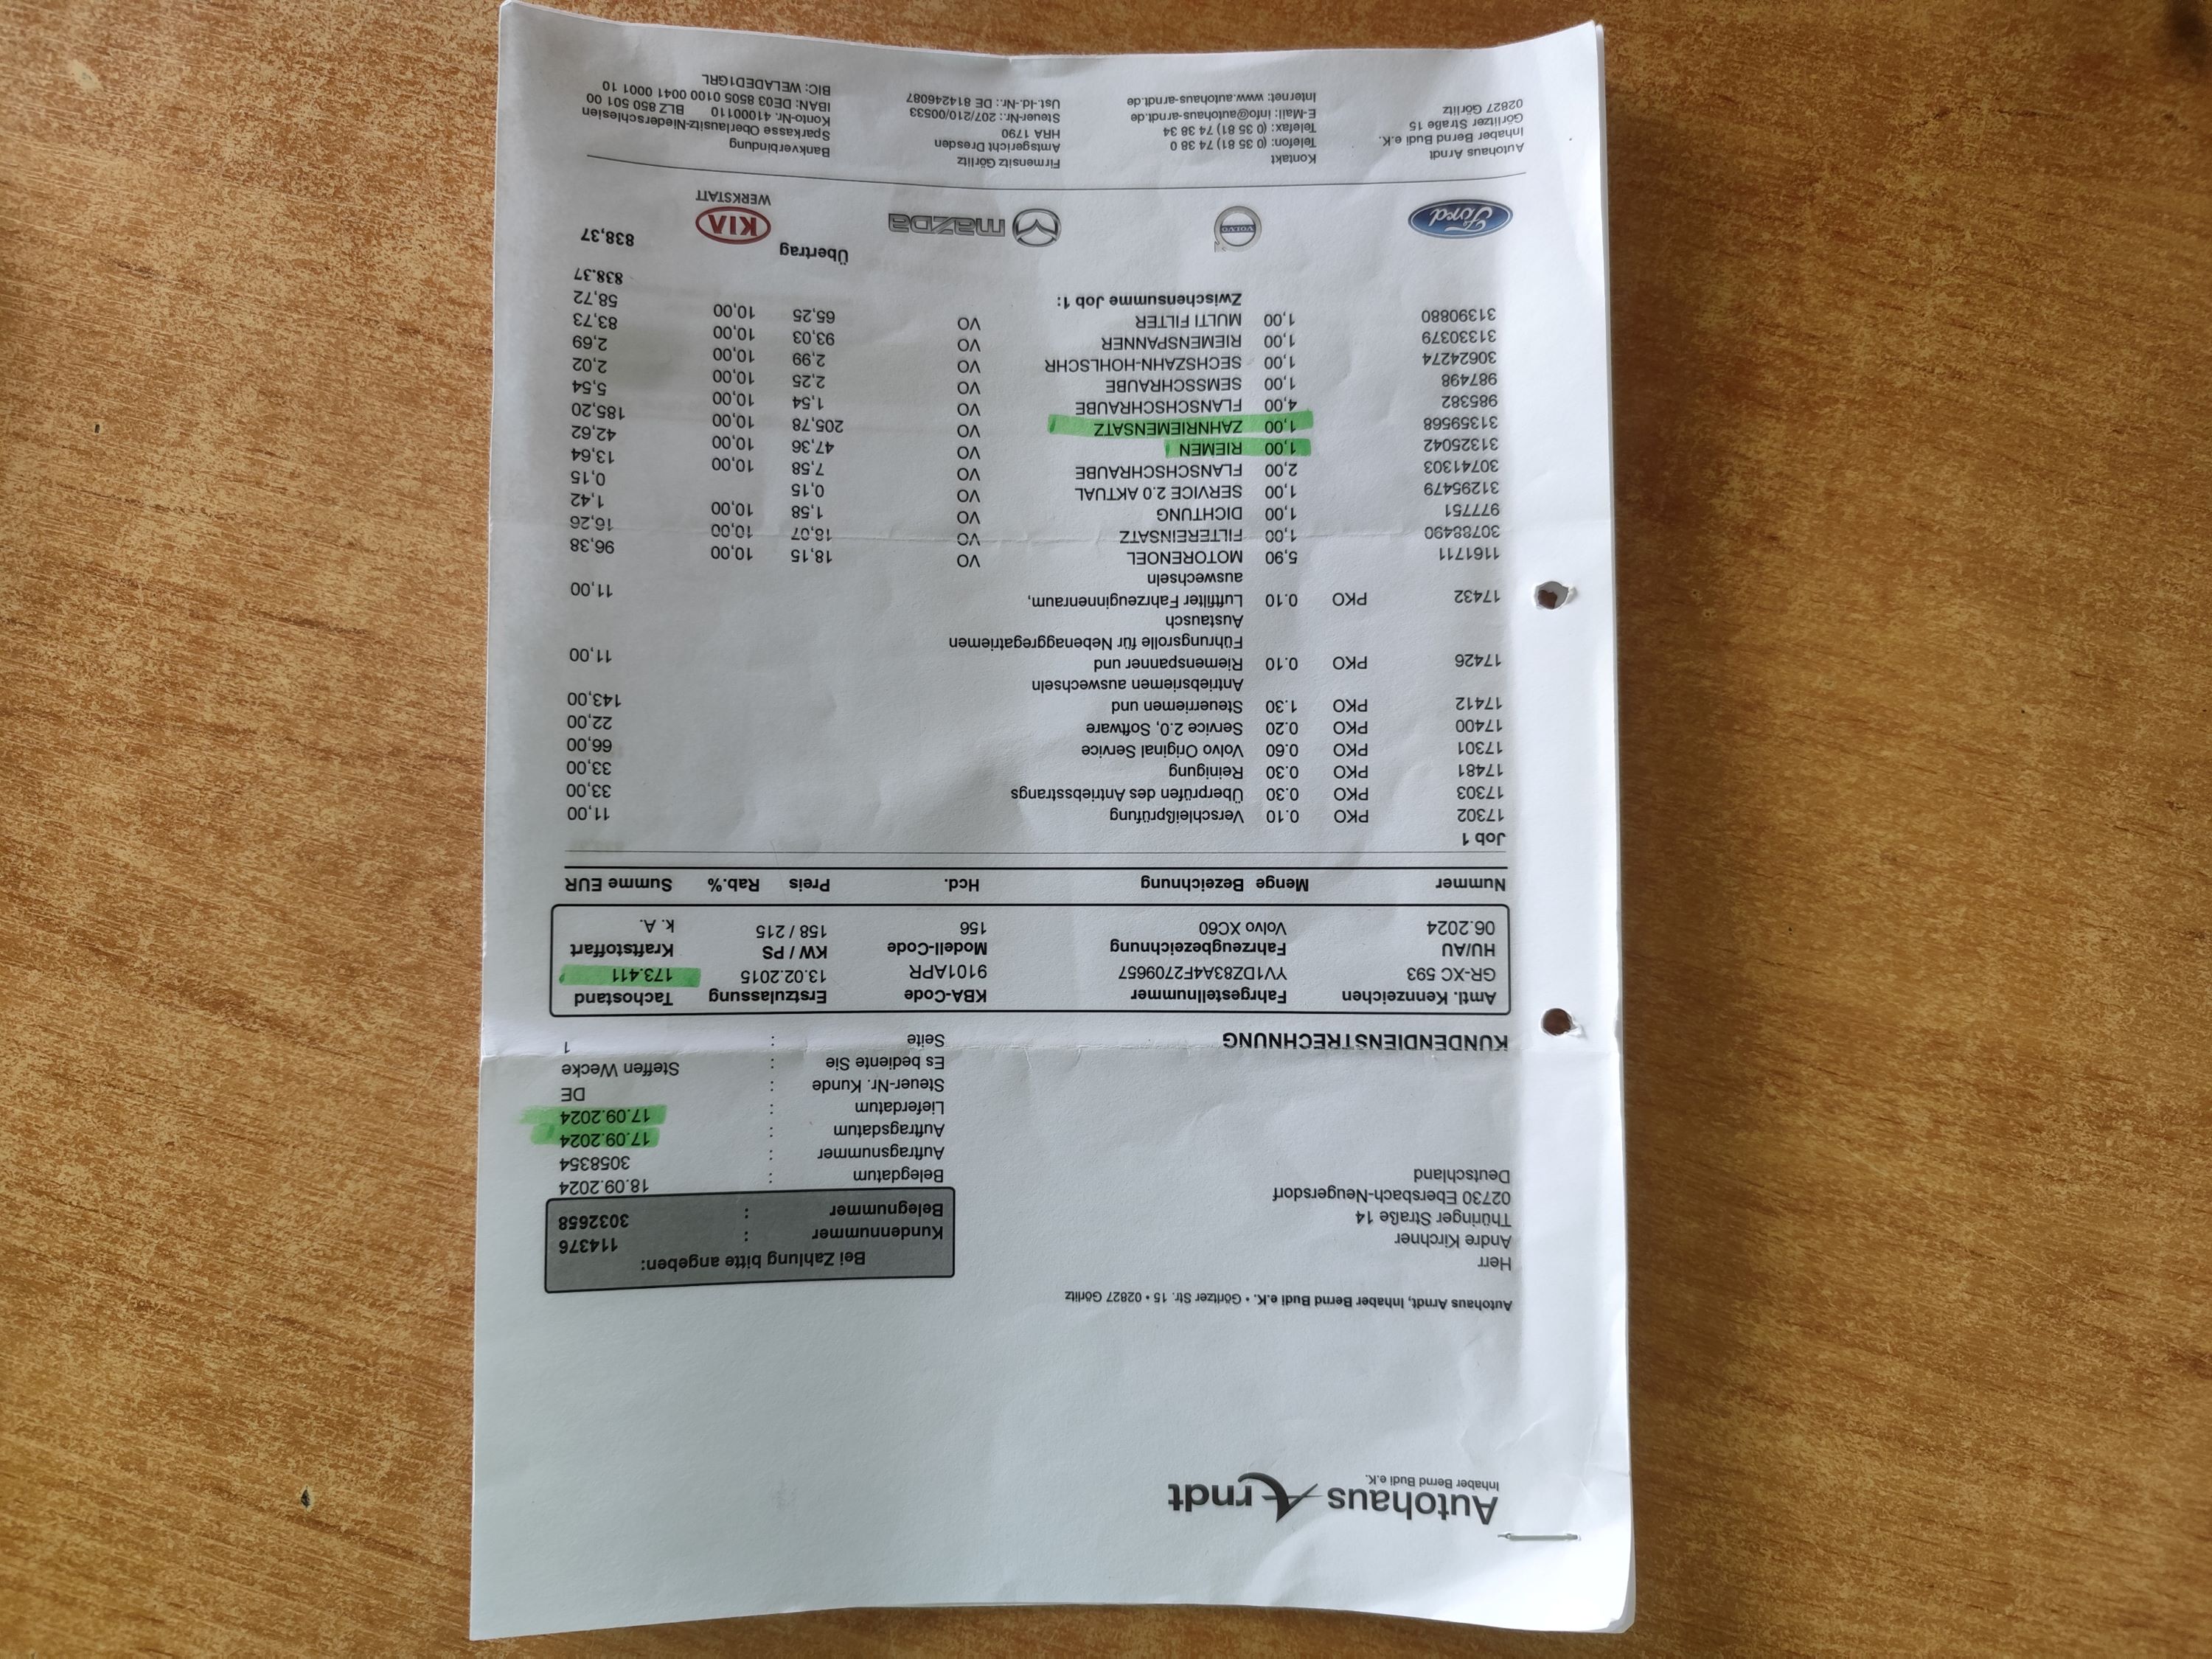 Autohaus Arndt
Inhaber Bernd Budi e.K.
Autohaus Arndt, Inhaber Bernd Budi e.K. • Görlitzer Str. 15 • 02827 Görlitz
Herr
Andre Kirchner
Thüringer Straße 14
02730 Ebersbach-Neugersdorf
Deutschland
Bei Zahlung bitte angeben:
Kundennummer : 114376
Belegnummer : 3032658
Belegdatum : 18.09.2024
Auftragsnummer : 3058354
Auftragsdatum : 17.09.2024
Lieferdatum : 17.09.2024
Steuer-Nr. Kunde : DE
Es bediente Sie : Steffen Wecke
Seite : 1
KUNDENDIENSTRECHNUNG
Amtl. Kennzeichen Fahrgestellnummer KBA-Code Erstzulassung Tachostand
GR-XC 593 YV1DZ83A4F2709657 9101APR 13.02.2015 173.411
HU/AU Fahrzeugbezeichnung Modell-Code KW / PS Kraftstoffart
06.2024 Volvo XC60 156 158 / 215 k. A.
Nummer Menge Bezeichnung Hcd. Preis Rab.% Summe EUR
Job 1
17302 PKO 0.10 Verschleißprüfung 11,00
17303 PKO 0.30 Überprüfen des Antriebsstrangs 33,00
17481 PKO 0.30 Reinigung 33,00
17301 PKO 0.60 Volvo Original Service 66,00
17400 PKO 0.20 Service 2.0, Software 22,00
17412 PKO 1.30 Steuerriemen und 143,00
Antriebsriemen auswechseln
17426 PKO 0.10 Riemenspanner und 11,00
Führungsrolle für Nebenaggregatriemen
Austausch
17432 PKO 0.10 Luftfilter Fahrzeuginnenraum, 11,00
auswechseln
1161711 5,90 MOTORENOEL VO 18,15 10,00 96,38
30788490 1,00 FILTEREINSATZ VO 18,07 10,00 16,26
977751 1,00 DICHTUNG VO 1,58 10,00 1,42
31295479 1,00 SERVICE 2.0 AKTUAL VO 0,15 0,15
30741303 2,00 FLANSCHSCHRAUBE VO 7,58 10,00 13,64
31325042 1,00 RIEMEN VO 47,36 10,00 42,62
31359568 1,00 ZAHNRIEMENSATZ VO 205,78 10,00 185,20
985382 4,00 FLANSCHSCHRAUBE VO 1,54 10,00 5,54
987498 1,00 SEMSSCHRAUBE VO 2,25 10,00 2,02
30624274 1,00 SECHSZAHN-HOHLSCHR VO 2,99 10,00 2,69
31330379 1,00 RIEMENSPANNER VO 93,03 10,00 83,73
31390880 1,00 MULTI FILTER VO 65,25 10,00 58,72
Zwischensumme Job 1: 838.37
Übertrag 838,37
Ford VOLVO mazda KIA
WERKSTATT
Autohaus Arndt
Inhaber Bernd Budi e.K.
Görlitzer Straße 15
02827 Görlitz
Kontakt
Telefon: (0 35 81) 74 38 0
Telefax: (0 35 81) 74 38 34
E-Mail: info@autohaus-arndt.de
Internet: www.autohaus-arndt.de
Firmensitz Görlitz
Amtsgericht Dresden
HRA 1790
Steuer-Nr.: 207/210/00533
Ust.-Id-Nr.: DE 814246087
Bankverbindung
Sparkasse Oberlausitz-Niederschlesien
Konto-Nr. 41000110 BLZ 850 501 00
IBAN: DE03 8505 0100 0041 0001 10
BIC: WELADED1GRL